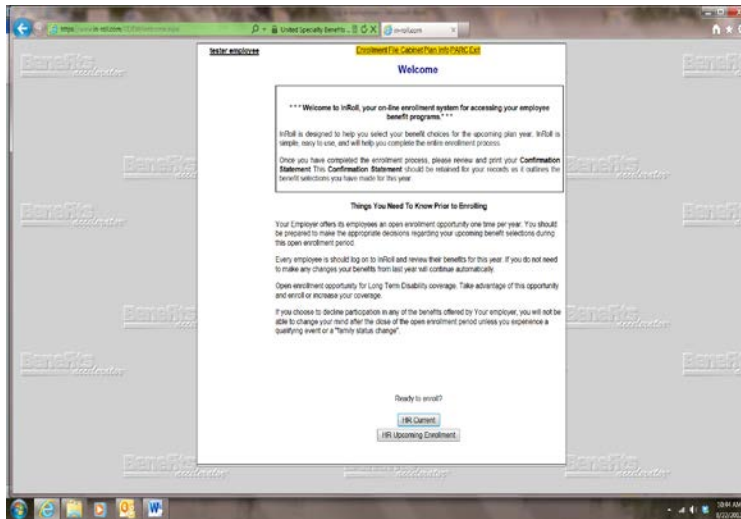 United Specialty Benefits ...
in-roll.com
tester employee
Enrollment File Cabinet Plan Info PARC Exit
Welcome
*** Welcome to InRoll, your on-line enrollment system for accessing your employee
benefit programs.***
InRoll is designed to help you select your benefit choices for the upcoming plan year. InRoll is
simple, easy to use, and will help you complete the entire enrollment process.
Once you have completed the enrollment process, please review and print your Confirmation
Statement This Confirmation Statement should be retained for your records as it outlines the
benefit selections you have made for this year.
Things You Need To Know Prior to Enrolling
Your Employer offers its employees an open enrollment opportunity one time per year. You should
be prepared to make the appropriate decisions regarding your upcoming benefit selections during
this open enrollment period
Every employee is should log on to InRoll and review their benefits for this year. If you do not need
to make any changes your benefits from last year will continue automatically.
Open enrollment opportunity for Long Term Disability coverage. Take advantage of this opportunity
and enroll or increase your coverage.
If you choose to decline participation in any of the benefits offered by Your employer, you will not be
able to change your mind after the close of the open enrollment period unless you experience a
qualifying event or a "family status change".
Ready to enroll?
HR Current
HR Upcoming Enrollment
Benefits
accelerator
10:44 AM